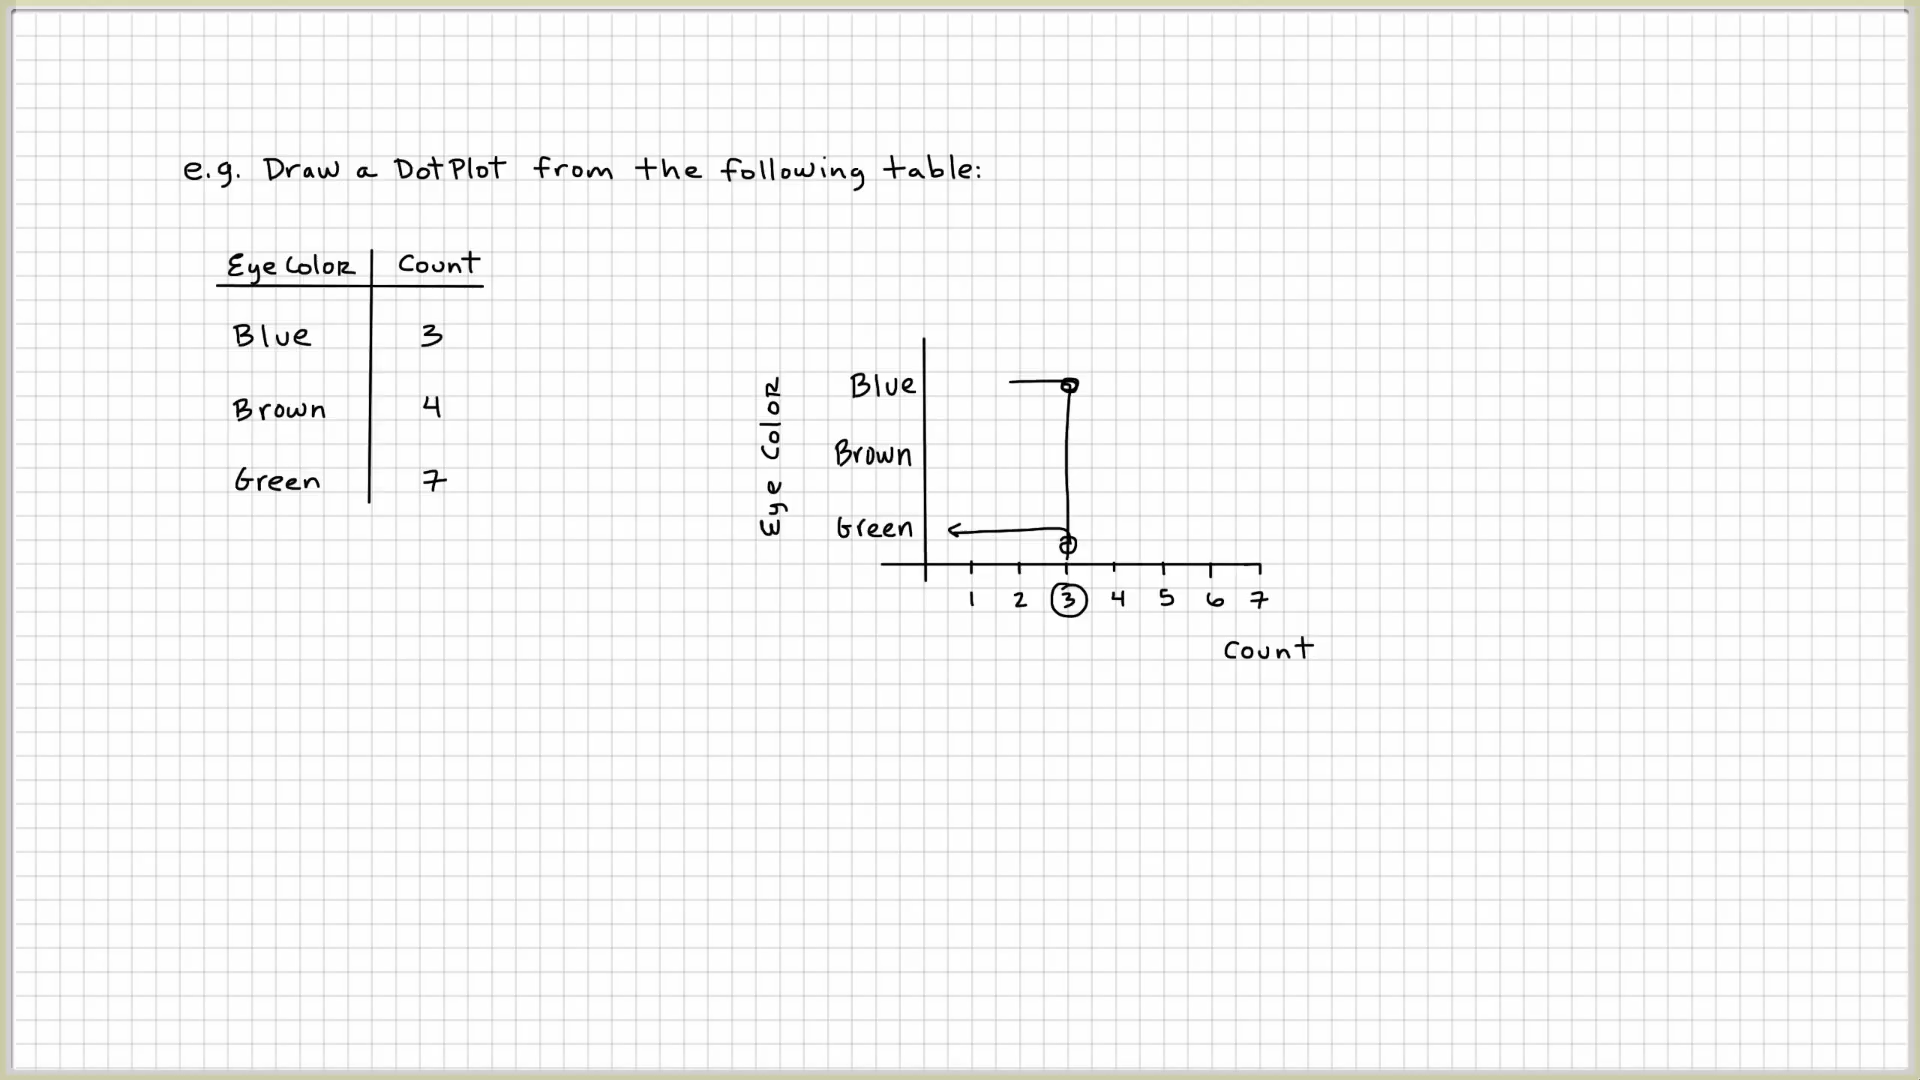 e.g. Draw a DotPlot from the following table:
Eye Color Count
Blue 3
Brown 4
Green 7
Eye Color
Blue
Brown
Green
1 2 3 4 5 6 7
Count